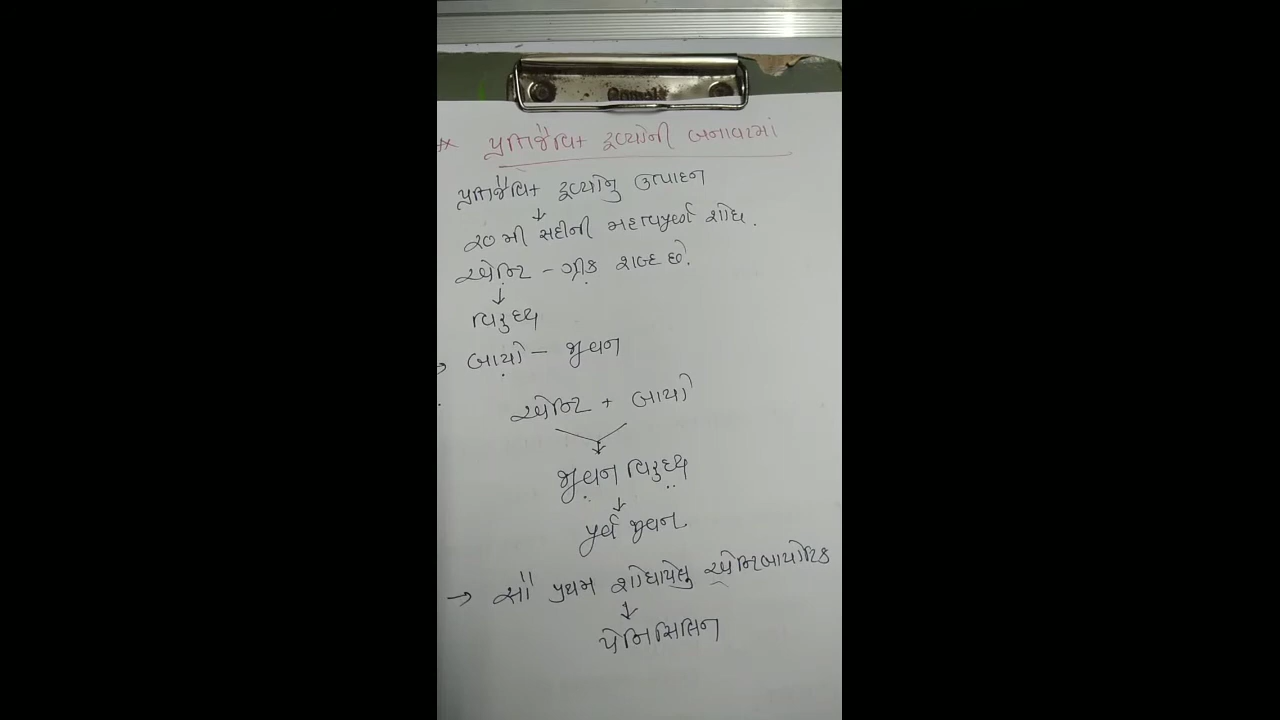 પ્રતિજૈવિક દ્રવ્યોની બનાવટમાં
પ્રતિજૈવિક દ્રવ્યોનુ ઉત્પાદન
↓
૨૦ મી સદીની મહત્વપૂર્ણ શોધ.
એન્ટિ - ગ્રીક શબ્દ છે.
↓
વિરુધ્ધ
→ બાયો - જીવન
એન્ટિ + બાયો
↓
જીવન વિરુધ્ધ
↓
પૂર્વ જીવન
→ સૌ પ્રથમ શોધાયેલુ એન્ટિબાયોટિક
↓
પેનિસિલિન